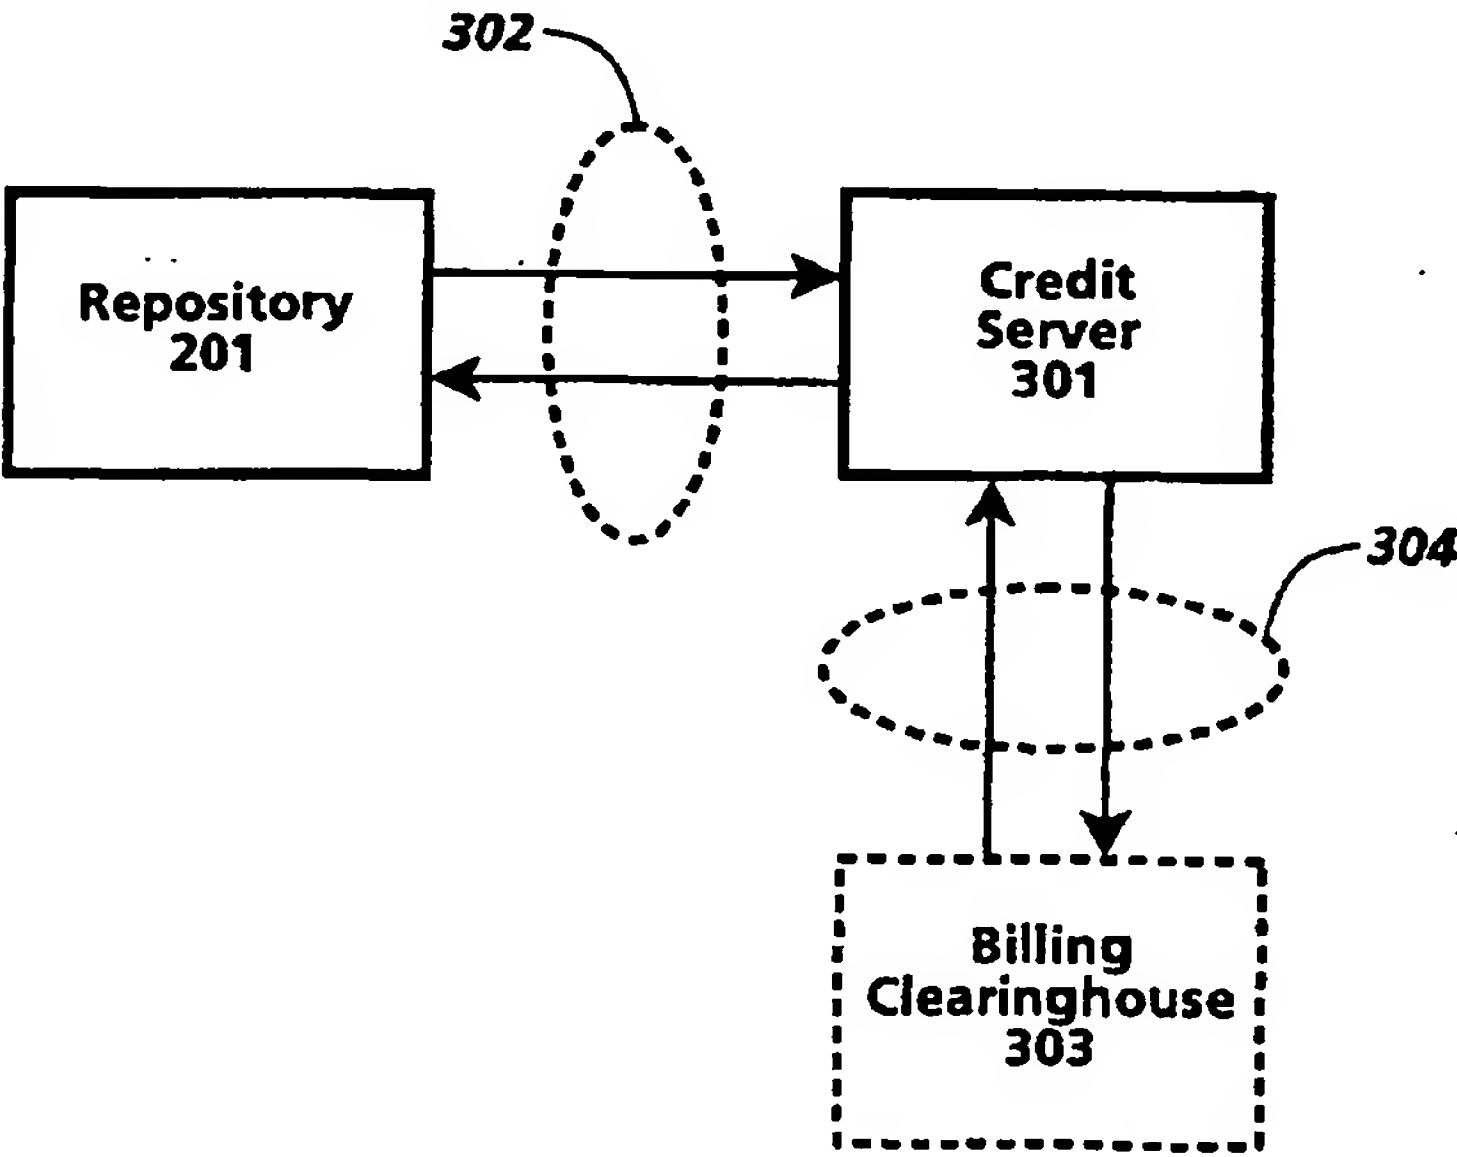 302
Repository
201
Credit
Server
301
304
Billing
Clearinghouse
303